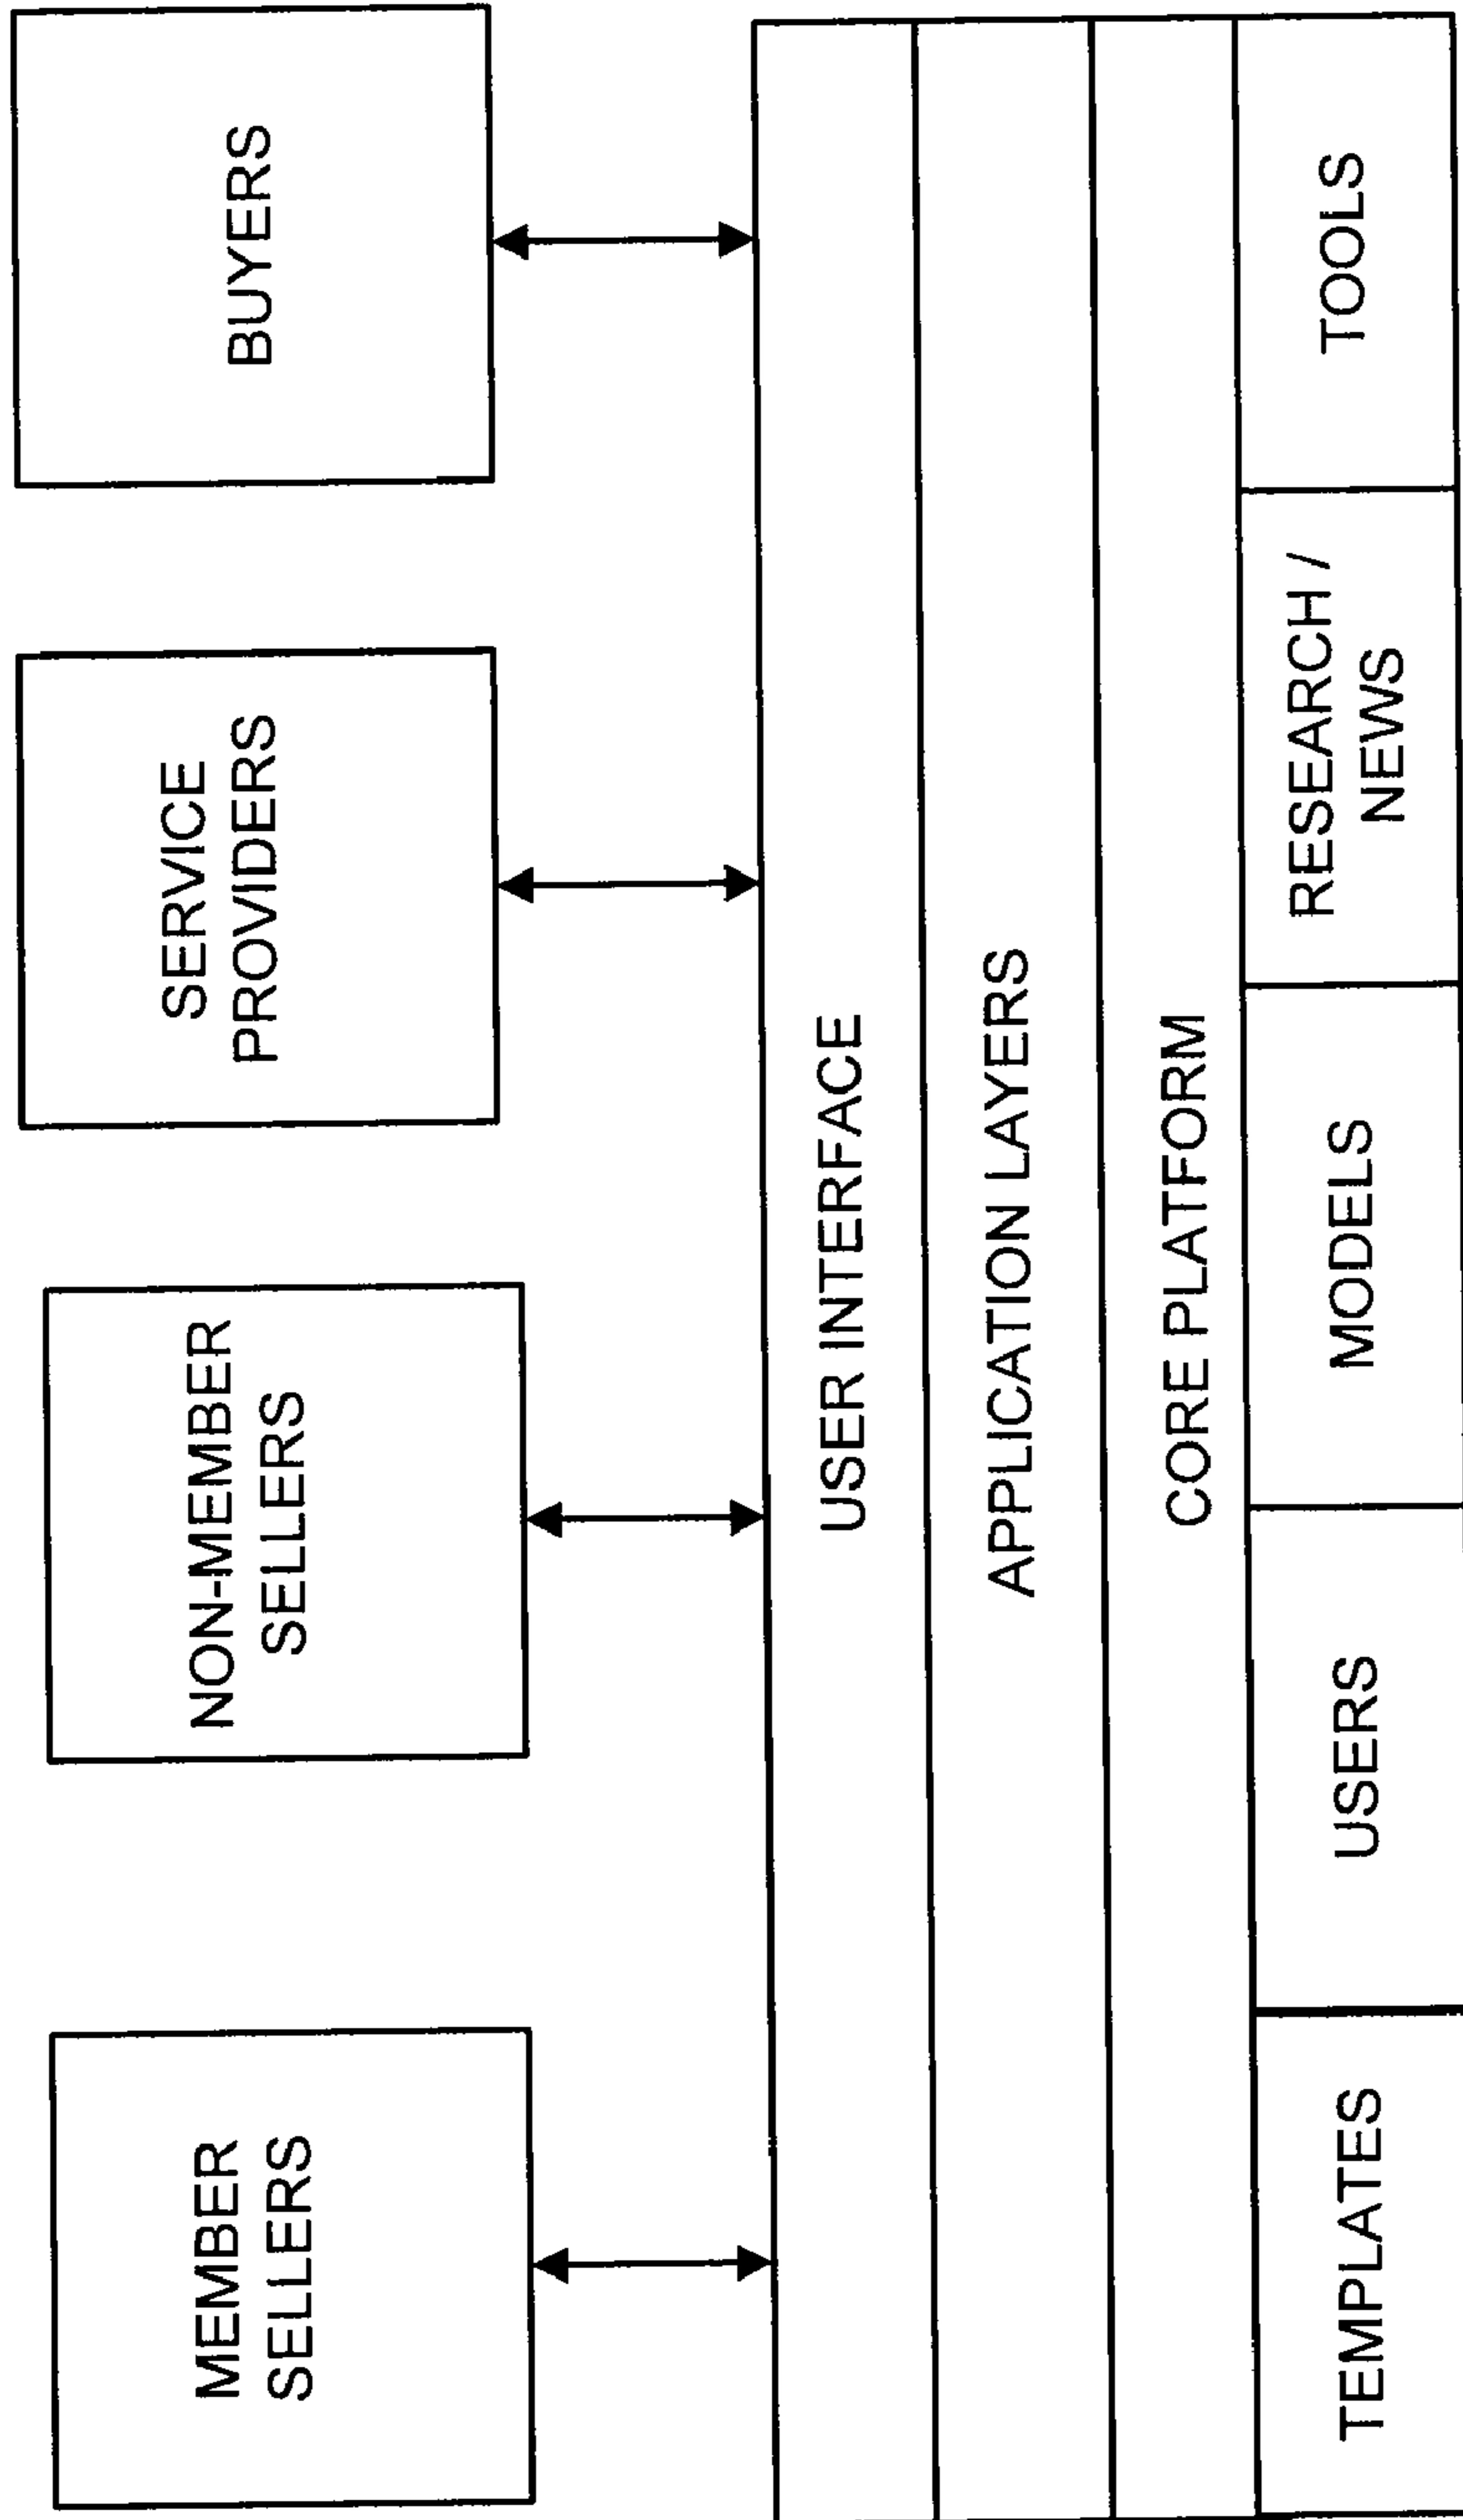 MEMBER
SELLERS
NON-MEMBER
SELLERS
SERVICE
PROVIDERS
BUYERS
USER INTERFACE
APPLICATION LAYERS
CORE PLATFORM
TEMPLATES
USERS
MODELS
RESEARCH /
NEWS
TOOLS